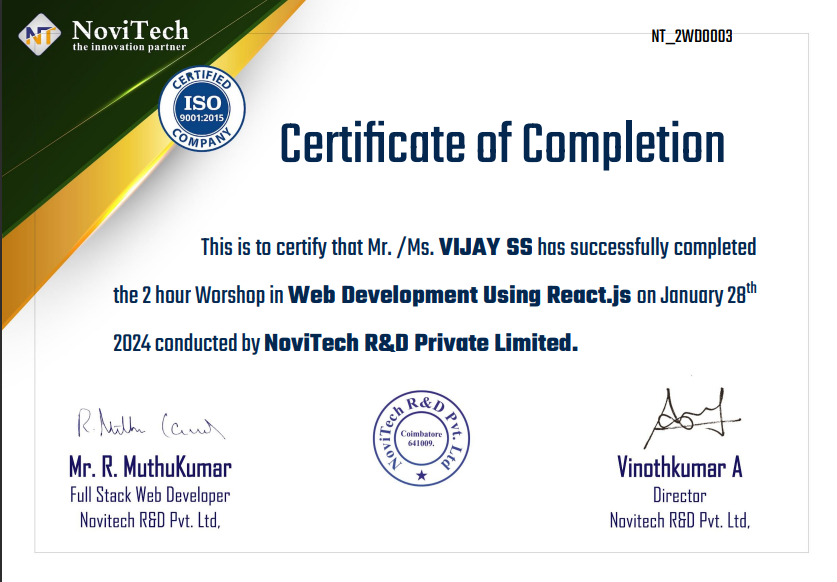 NT
NoviTech
the innovation partner
NT_2WD0003
CERTIFIED
ISO
9001:2015
COMPANY
Certificate of Completion
This is to certify that Mr. /Ms. VIJAY SS has successfully completed
the 2 hour Worshop in Web Development Using React.js on January 28th
2024 conducted by NoviTech R&D Private Limited.
R. Muthu Kumar
NoviTech R&D Pvt. Ltd
Coimbatore
641009.
Mr. R. MuthuKumar
Full Stack Web Developer
Novitech R&D Pvt. Ltd,
Vinothkumar A
Director
Novitech R&D Pvt. Ltd,